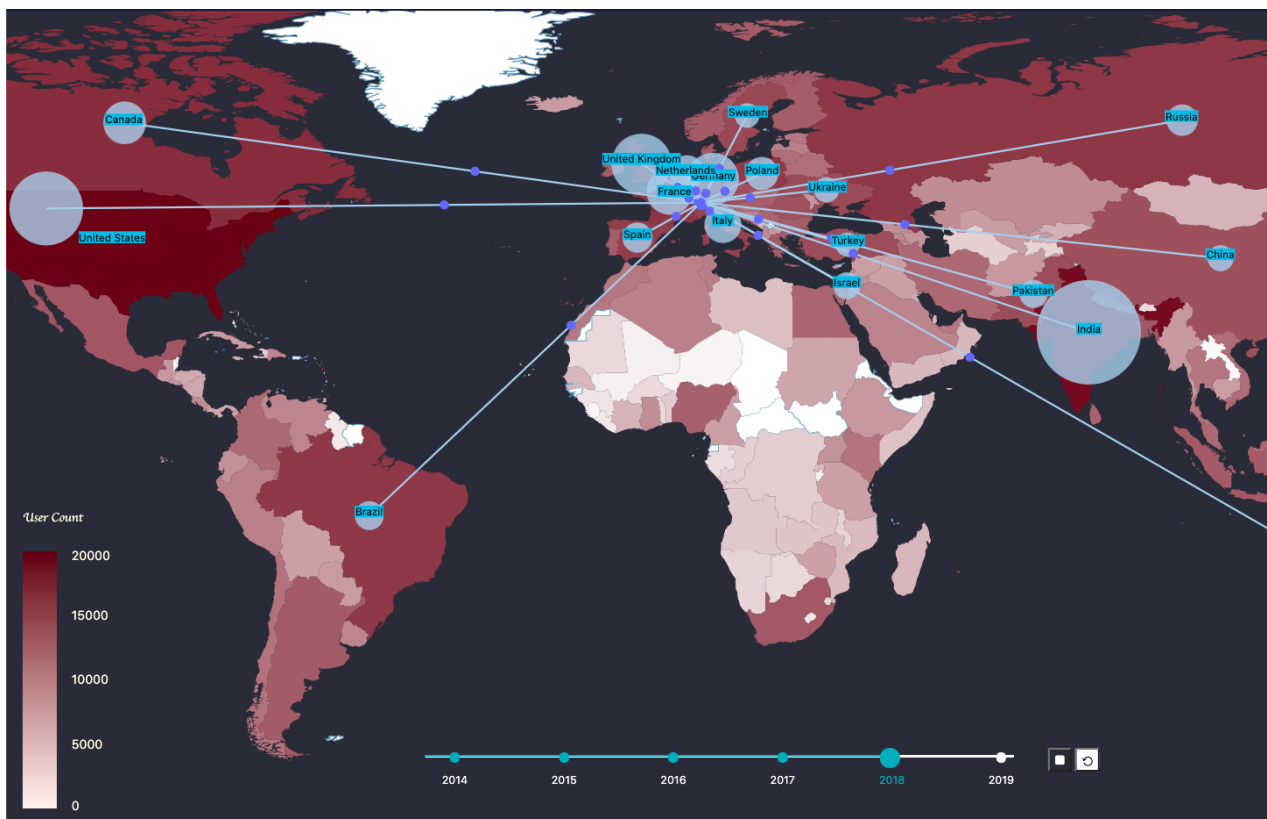 Canada
Sweden
Russia
United Kingdom
Netherlands
Germany
Poland
France
Ukraine
United States
Spain
Italy
Turkey
China
Israel
Pakistan
India
Brazil
User Count
20000
15000
10000
5000
0
2014
2015
2016
2017
2018
2019